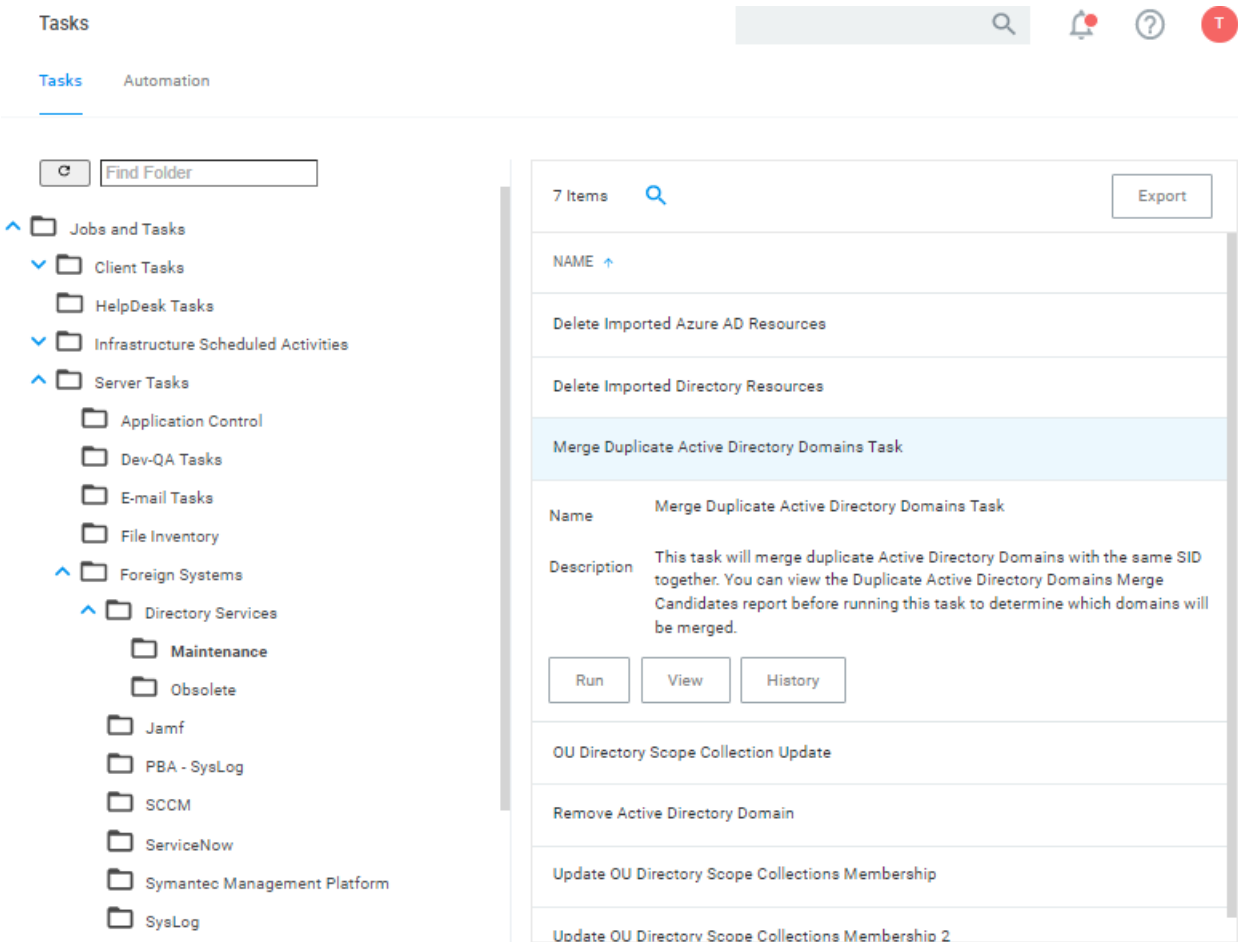 Tasks
T
Tasks Automation
Find Folder
Jobs and Tasks
Client Tasks
HelpDesk Tasks
Infrastructure Scheduled Activities
Server Tasks
Application Control
Dev-QA Tasks
E-mail Tasks
File Inventory
Foreign Systems
Directory Services
Maintenance
Obsolete
Jamf
PBA - SysLog
SCCM
ServiceNow
Symantec Management Platform
SysLog
7 Items
Export
NAME
Delete Imported Azure AD Resources
Delete Imported Directory Resources
Merge Duplicate Active Directory Domains Task
Name Merge Duplicate Active Directory Domains Task
Description This task will merge duplicate Active Directory Domains with the same SID
together. You can view the Duplicate Active Directory Domains Merge
Candidates report before running this task to determine which domains will
be merged.
Run View History
OU Directory Scope Collection Update
Remove Active Directory Domain
Update OU Directory Scope Collections Membership
Update OU Directory Scope Collections Membership 2